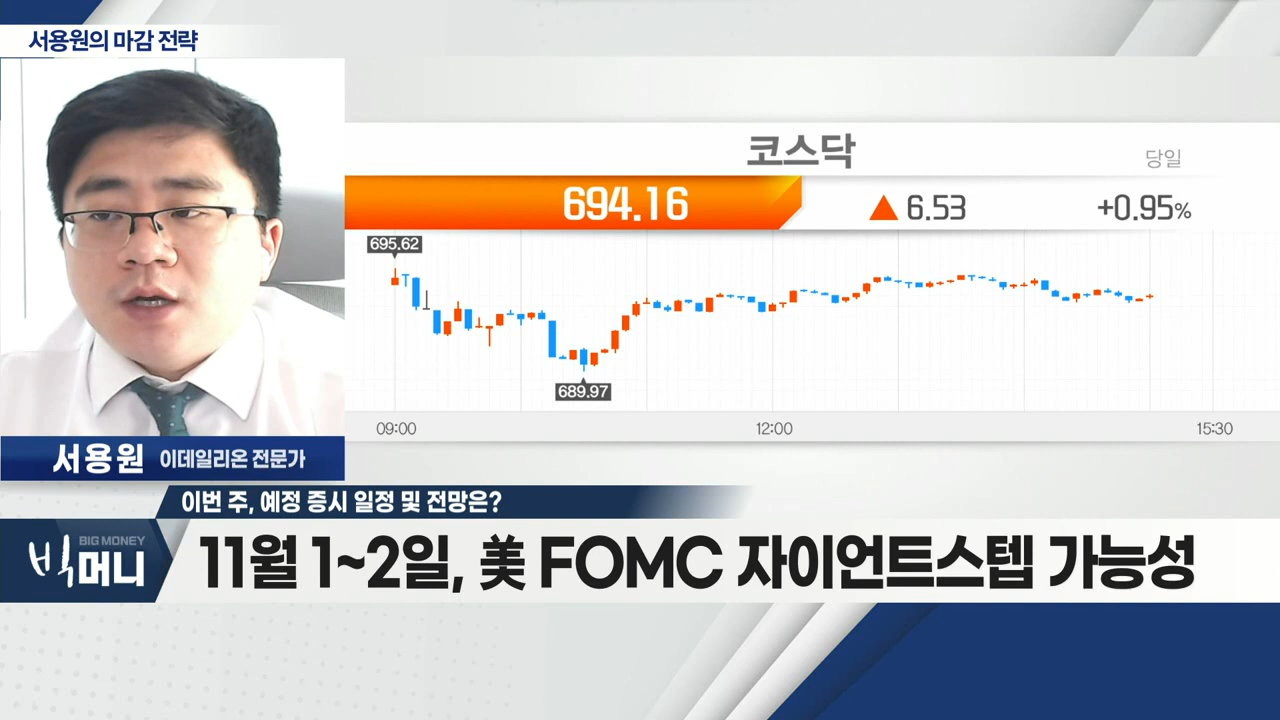 서용원의 마감 전략
코스닥
당일
694.16 ▲ 6.53 +0.95%
695.62
689.97
09:00 12:00 15:30
서용원 이데일리온 전문가
이번 주, 예정 증시 일정 및 전망은?
BIG MONEY
빅머니
11월 1~2일, 美 FOMC 자이언트스텝 가능성